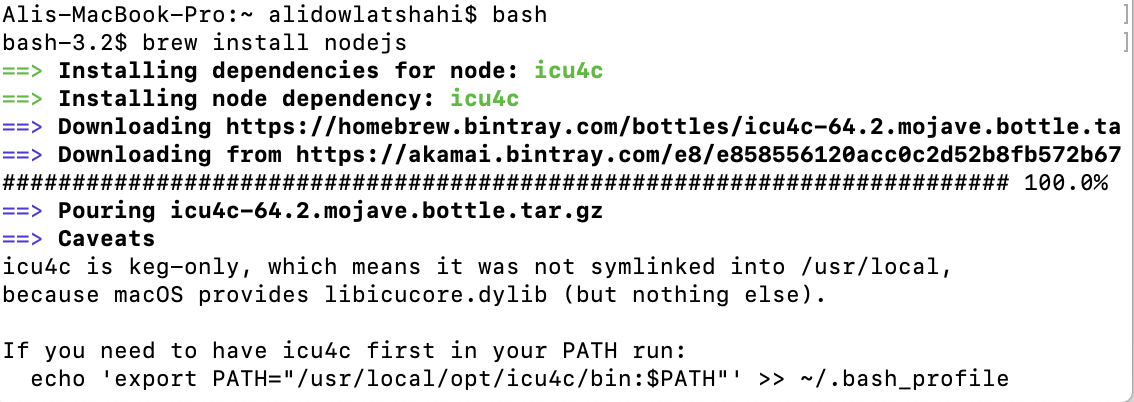 Alis-MacBook-Pro:~ alidowlatshahi$ bash
bash-3.2$ brew install nodejs
==> Installing dependencies for node: icu4c
==> Installing node dependency: icu4c
==> Downloading https://homebrew.bintray.com/bottles/icu4c-64.2.mojave.bottle.ta
==> Downloading from https://akamai.bintray.com/e8/e858556120acc0c2d52b8fb572b67
######################################################################## 100.0%
==> Pouring icu4c-64.2.mojave.bottle.tar.gz
==> Caveats
icu4c is keg-only, which means it was not symlinked into /usr/local,
because macOS provides libicucore.dylib (but nothing else).
If you need to have icu4c first in your PATH run:
  echo 'export PATH="/usr/local/opt/icu4c/bin:$PATH"' >> ~/.bash_profile